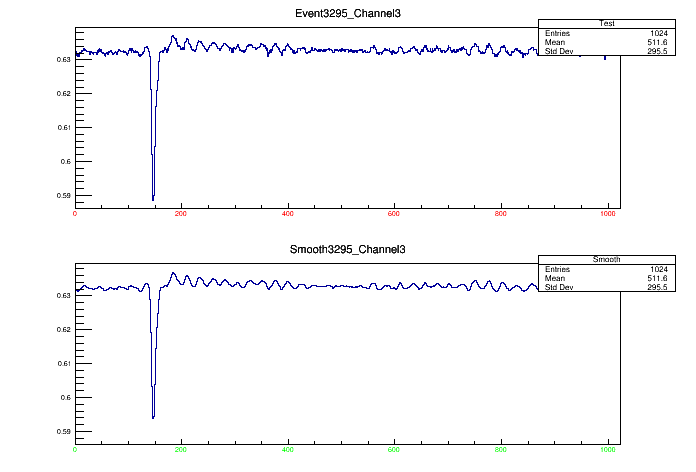 Event3295_Channel3
Test
Entries 1024
Mean 511.6
Std Dev 295.5
0.63
0.62
0.61
0.6
0.59
0 200 400 600 800 1000
Smooth3295_Channel3
Smooth
Entries 1024
Mean 511.6
Std Dev 295.5
0.63
0.62
0.61
0.6
0.59
0 200 400 600 800 1000